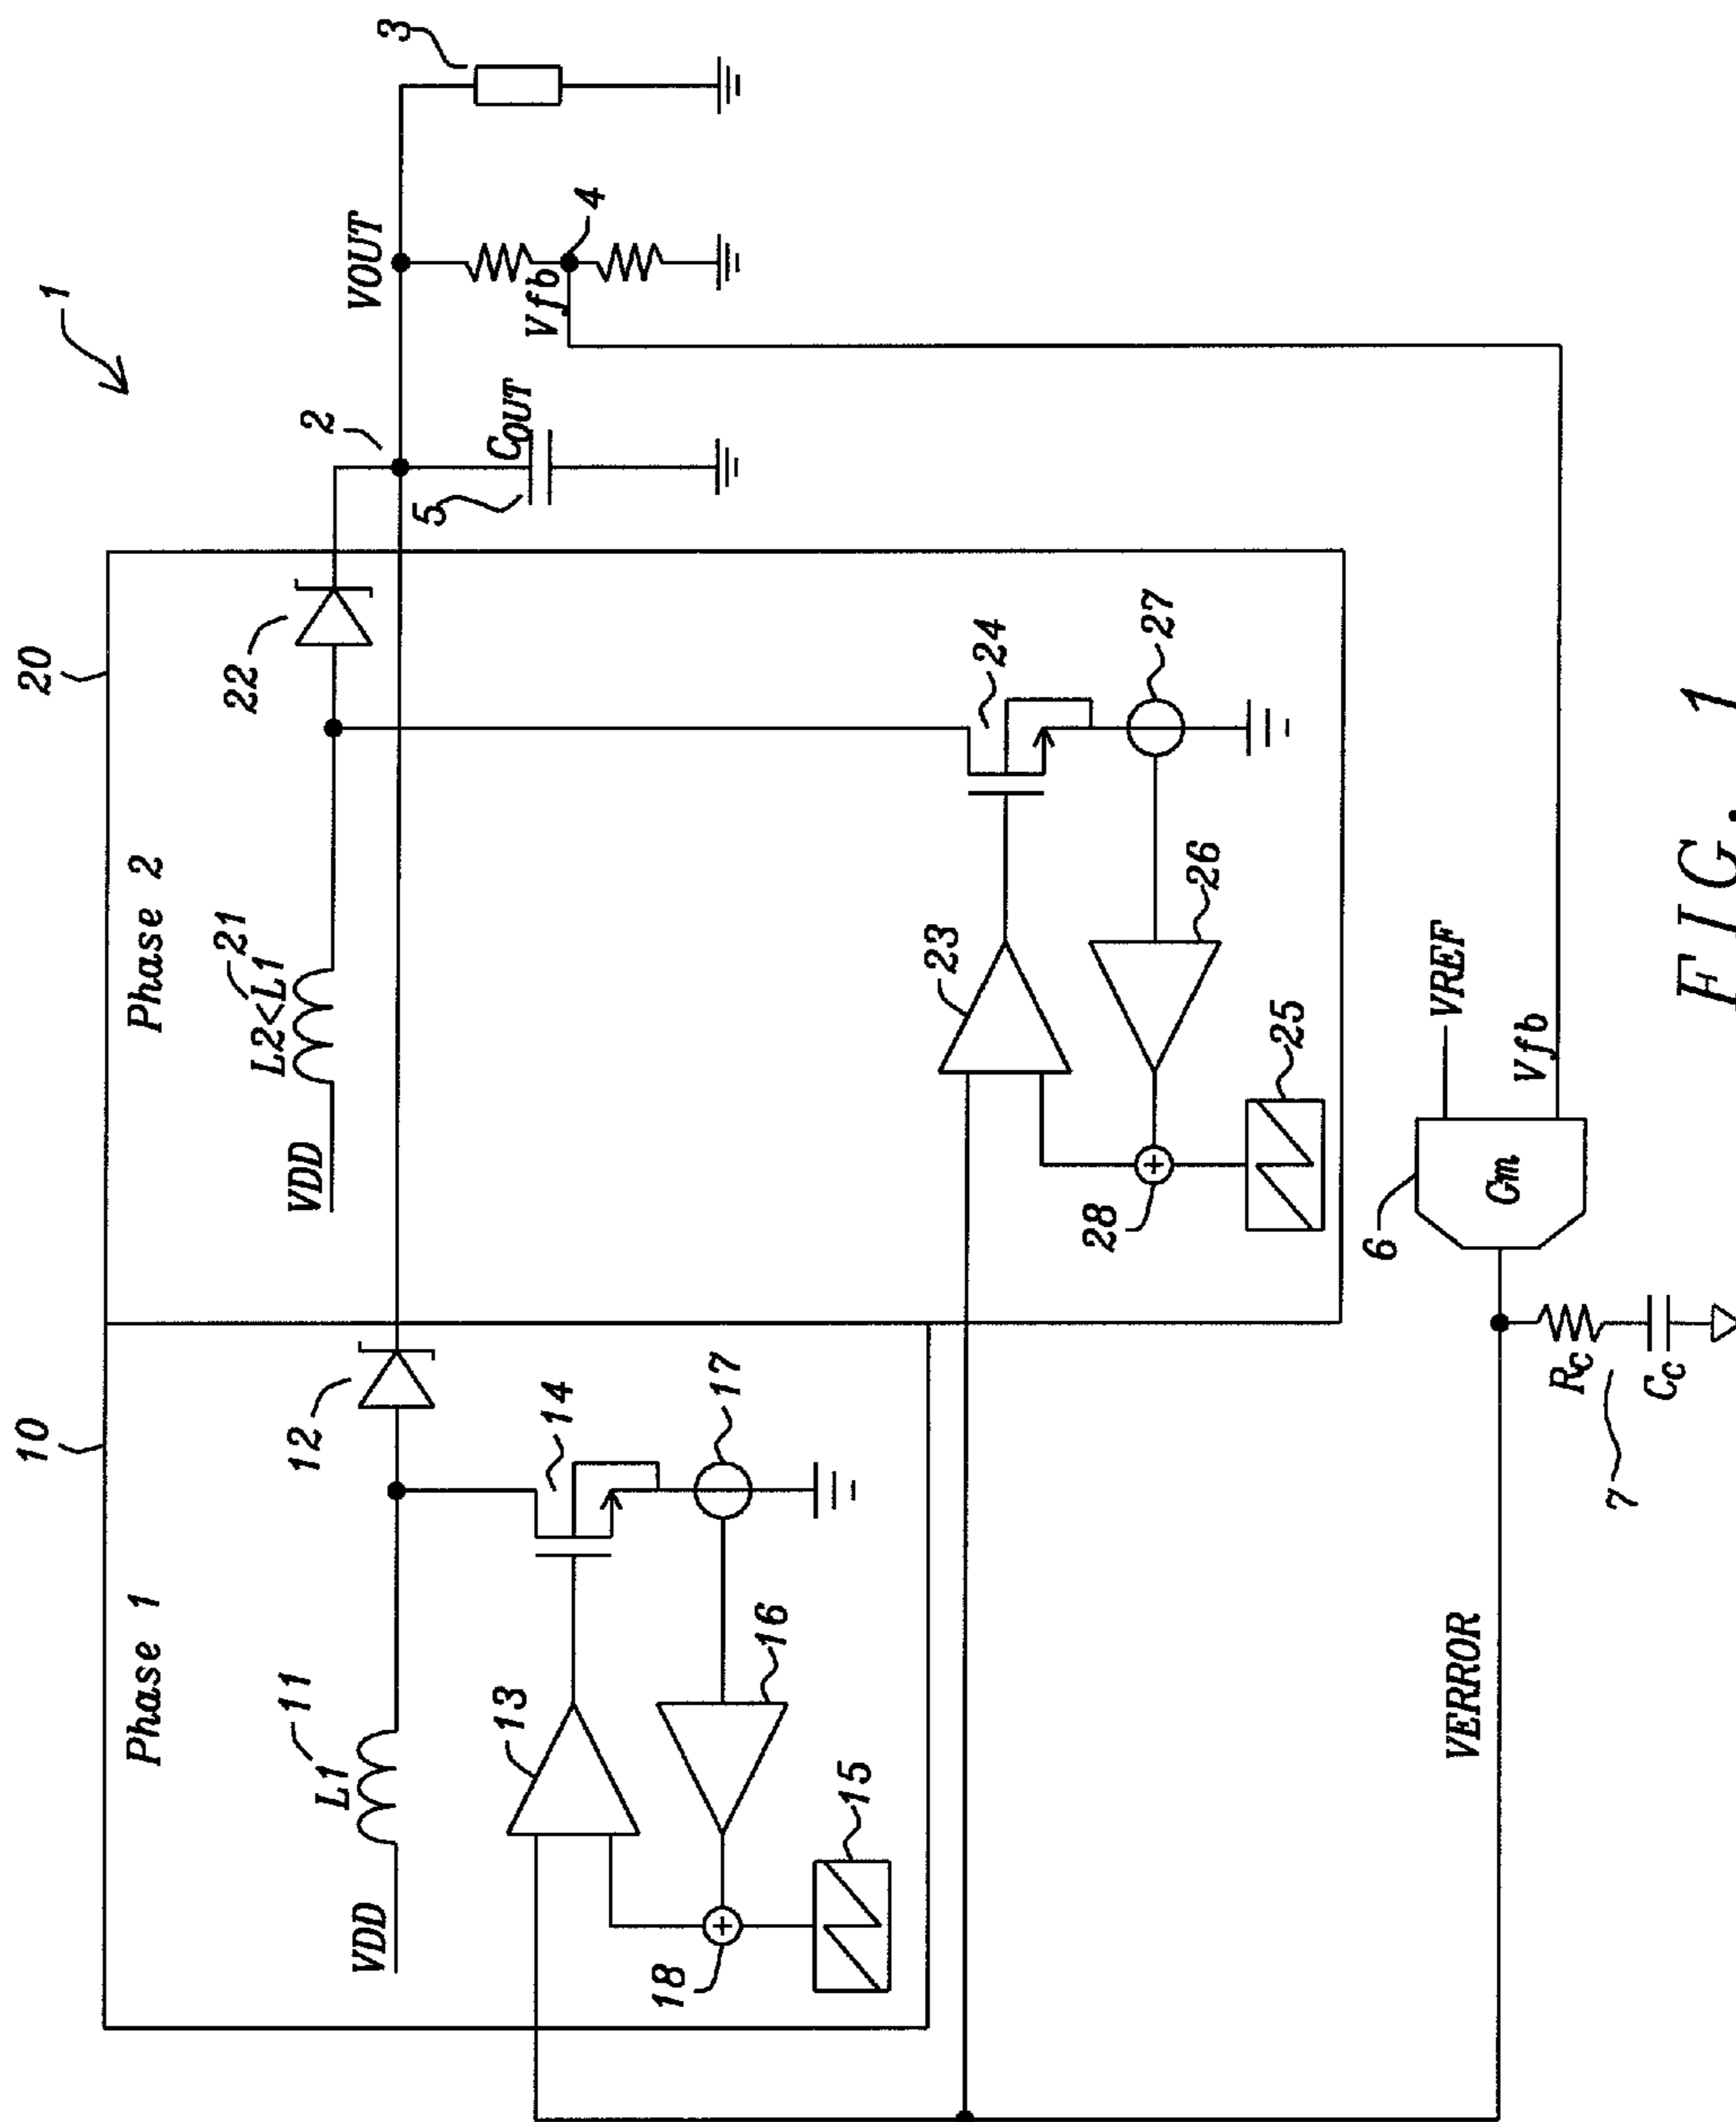 1
20
10
Phase 1
Phase 2
L1
11
VDD
12
14
13
17
16
18
15
L2<L1
21
VDD
22
24
23
27
26
28
25
2
VOUT
3
4
Vfb
5
COUT
VREF
Vfb
6
Gm
VERROR
RC
CC
7
FIG. 1